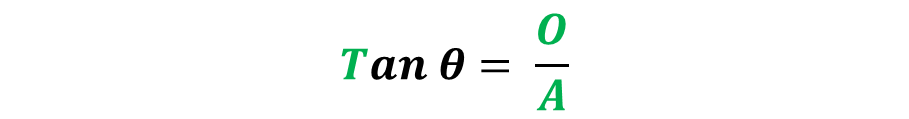 Tan θ = O/A